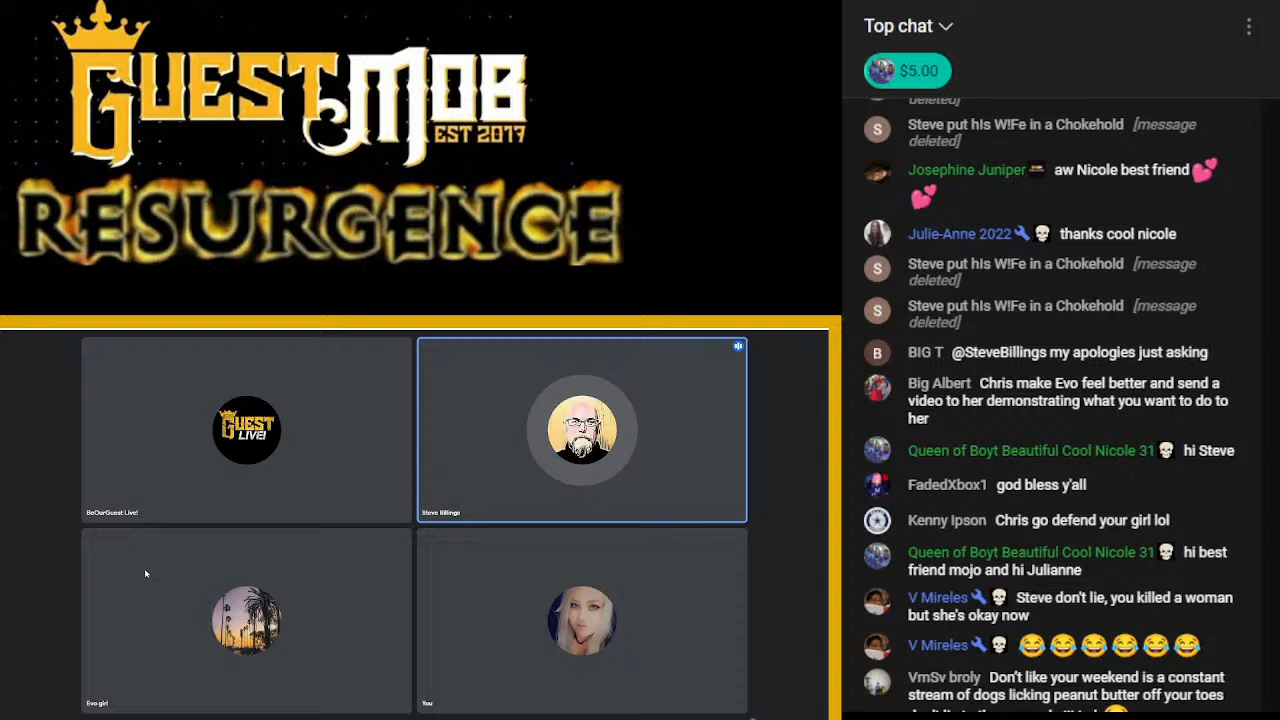 GUESTMOB
EST 2017
RESURGENCE
GUEST
LIVE!
BeOurGuest Live!
Steve Billings
Evo girl
You
Top chat
$5.00
deleted]
S
Steve put hIs W!Fe in a Chokehold [message
deleted]
Josephine Juniper aw Nicole best friend 💕
💕
Julie-Anne 2022 🔧 💀 thanks cool nicole
S
Steve put hIs W!Fe in a Chokehold [message
deleted]
S
Steve put hIs W!Fe in a Chokehold [message
deleted]
B
BIG T @SteveBillings my apologies just asking
Big Albert Chris make Evo feel better and send a
video to her demonstrating what you want to do to
her
Queen of Boyt Beautiful Cool Nicole 31 💀 hi Steve
FadedXbox1 god bless y'all
Kenny Ipson Chris go defend your girl lol
Queen of Boyt Beautiful Cool Nicole 31 💀 hi best
friend mojo and hi Julianne
V Mireles 🔧 💀 Steve don't lie, you killed a woman
but she's okay now
V Mireles 🔧 💀 😂😂😂😂😂😂
VmSv broly Don't like your weekend is a constant
stream of dogs licking peanut butter off your toes